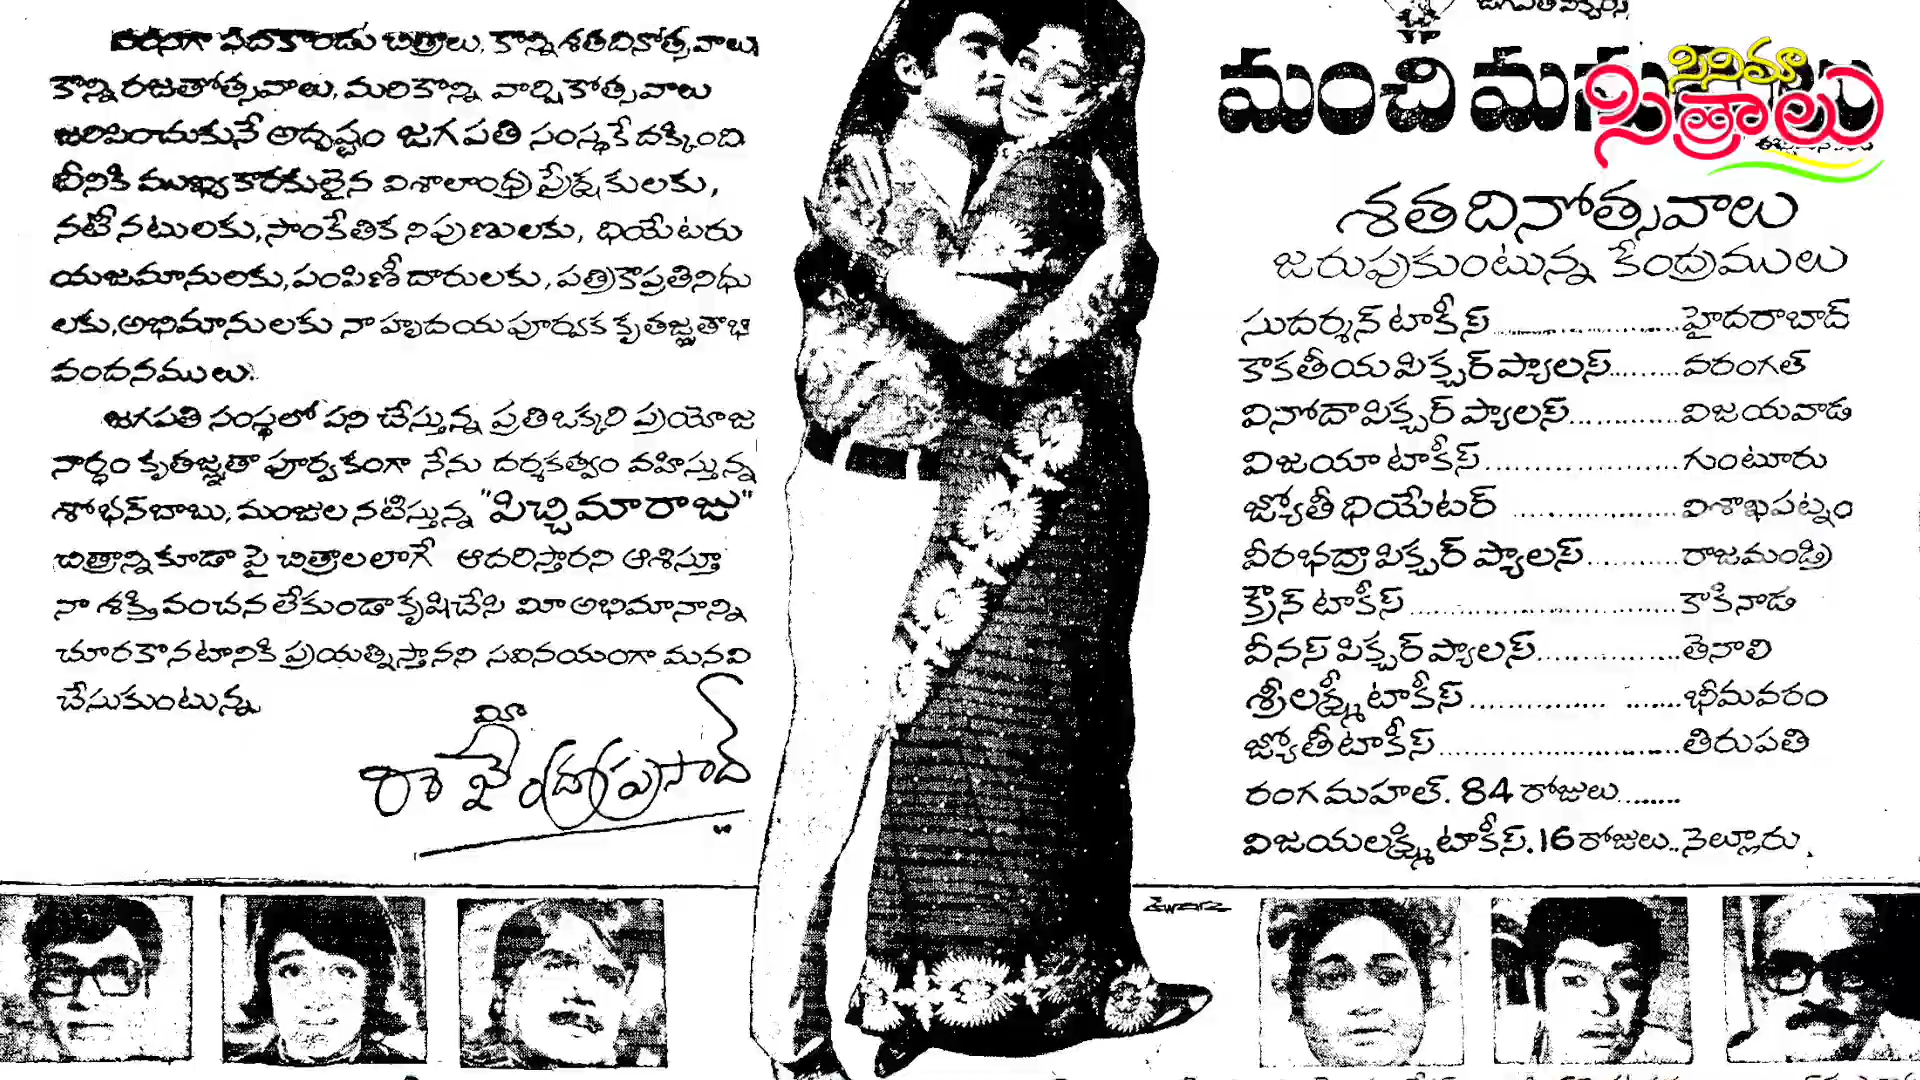 వరసగా పదకొండు చిత్రాలు, కొన్ని శతదినోత్సవాలు,
కొన్ని రజతోత్సవాలు, మరికొన్ని వార్షికోత్సవాలు
జరిపించుకునే అదృష్టం జగపతి సంస్థకే దక్కింది
దీనికి ముఖ్యకారకులైన విశాలాంధ్ర ప్రేక్షకులకు,
నటీనటులకు, సాంకేతిక నిపుణులకు, థియేటరు
యజమానులకు, పంపిణీదారులకు, పత్రికాప్రతినిధు
లకు, అభిమానులకు నా హృదయపూర్వక కృతజ్ఞతాభి
వందనములు.
జగపతి సంస్థలో పని చేస్తున్న ప్రతిఒక్కరి ప్రయోజ
నార్థం కృతజ్ఞతా పూర్వకంగా నేను దర్శకత్వం వహిస్తున్న
శోభన్‌బాబు, మంజుల నటిస్తున్న "పిచ్చిమారాజు"
చిత్రాన్నికూడా పై చిత్రాలలాగే ఆదరిస్తారని ఆశిస్తూ
నా శక్తి వంచన లేకుండా కృషిచేసి మీ అభిమానాన్ని
చూరకొనటానికి ప్రయత్నిస్తానని సవినయంగా మనవి
చేసుకుంటున్న
మీ
రాజేంద్రప్రసాద్
జగపతి పిక్చర్స్
మంచి
సినిమా
చిత్రాలు
శతదినోత్సవాలు
జరుపుకుంటున్న కేంద్రములు
సుదర్శన్ టాకీస్..........................హైదరాబాద్
కాకతీయ పిక్చర్ ప్యాలస్..........వరంగల్
వినోదా పిక్చర్ ప్యాలస్..............విజయవాడ
విజయా టాకీస్.........................గుంటూరు
జ్యోతీ థియేటర్ ......................విశాఖపట్నం
వీరభద్రా పిక్చర్ ప్యాలస్...........రాజమండ్రి
క్రౌన్ టాకీస్..............................కాకినాడ
వీనస్ పిక్చర్ ప్యాలస్.................తెనాలి
శ్రీలక్ష్మీ టాకీస్..........................భీమవరం
జ్యోతీ టాకీస్.............................తిరుపతి
రంగమహల్. 84 రోజులు........
విజయలక్ష్మి టాకీస్. 16 రోజులు.. నెల్లూరు.